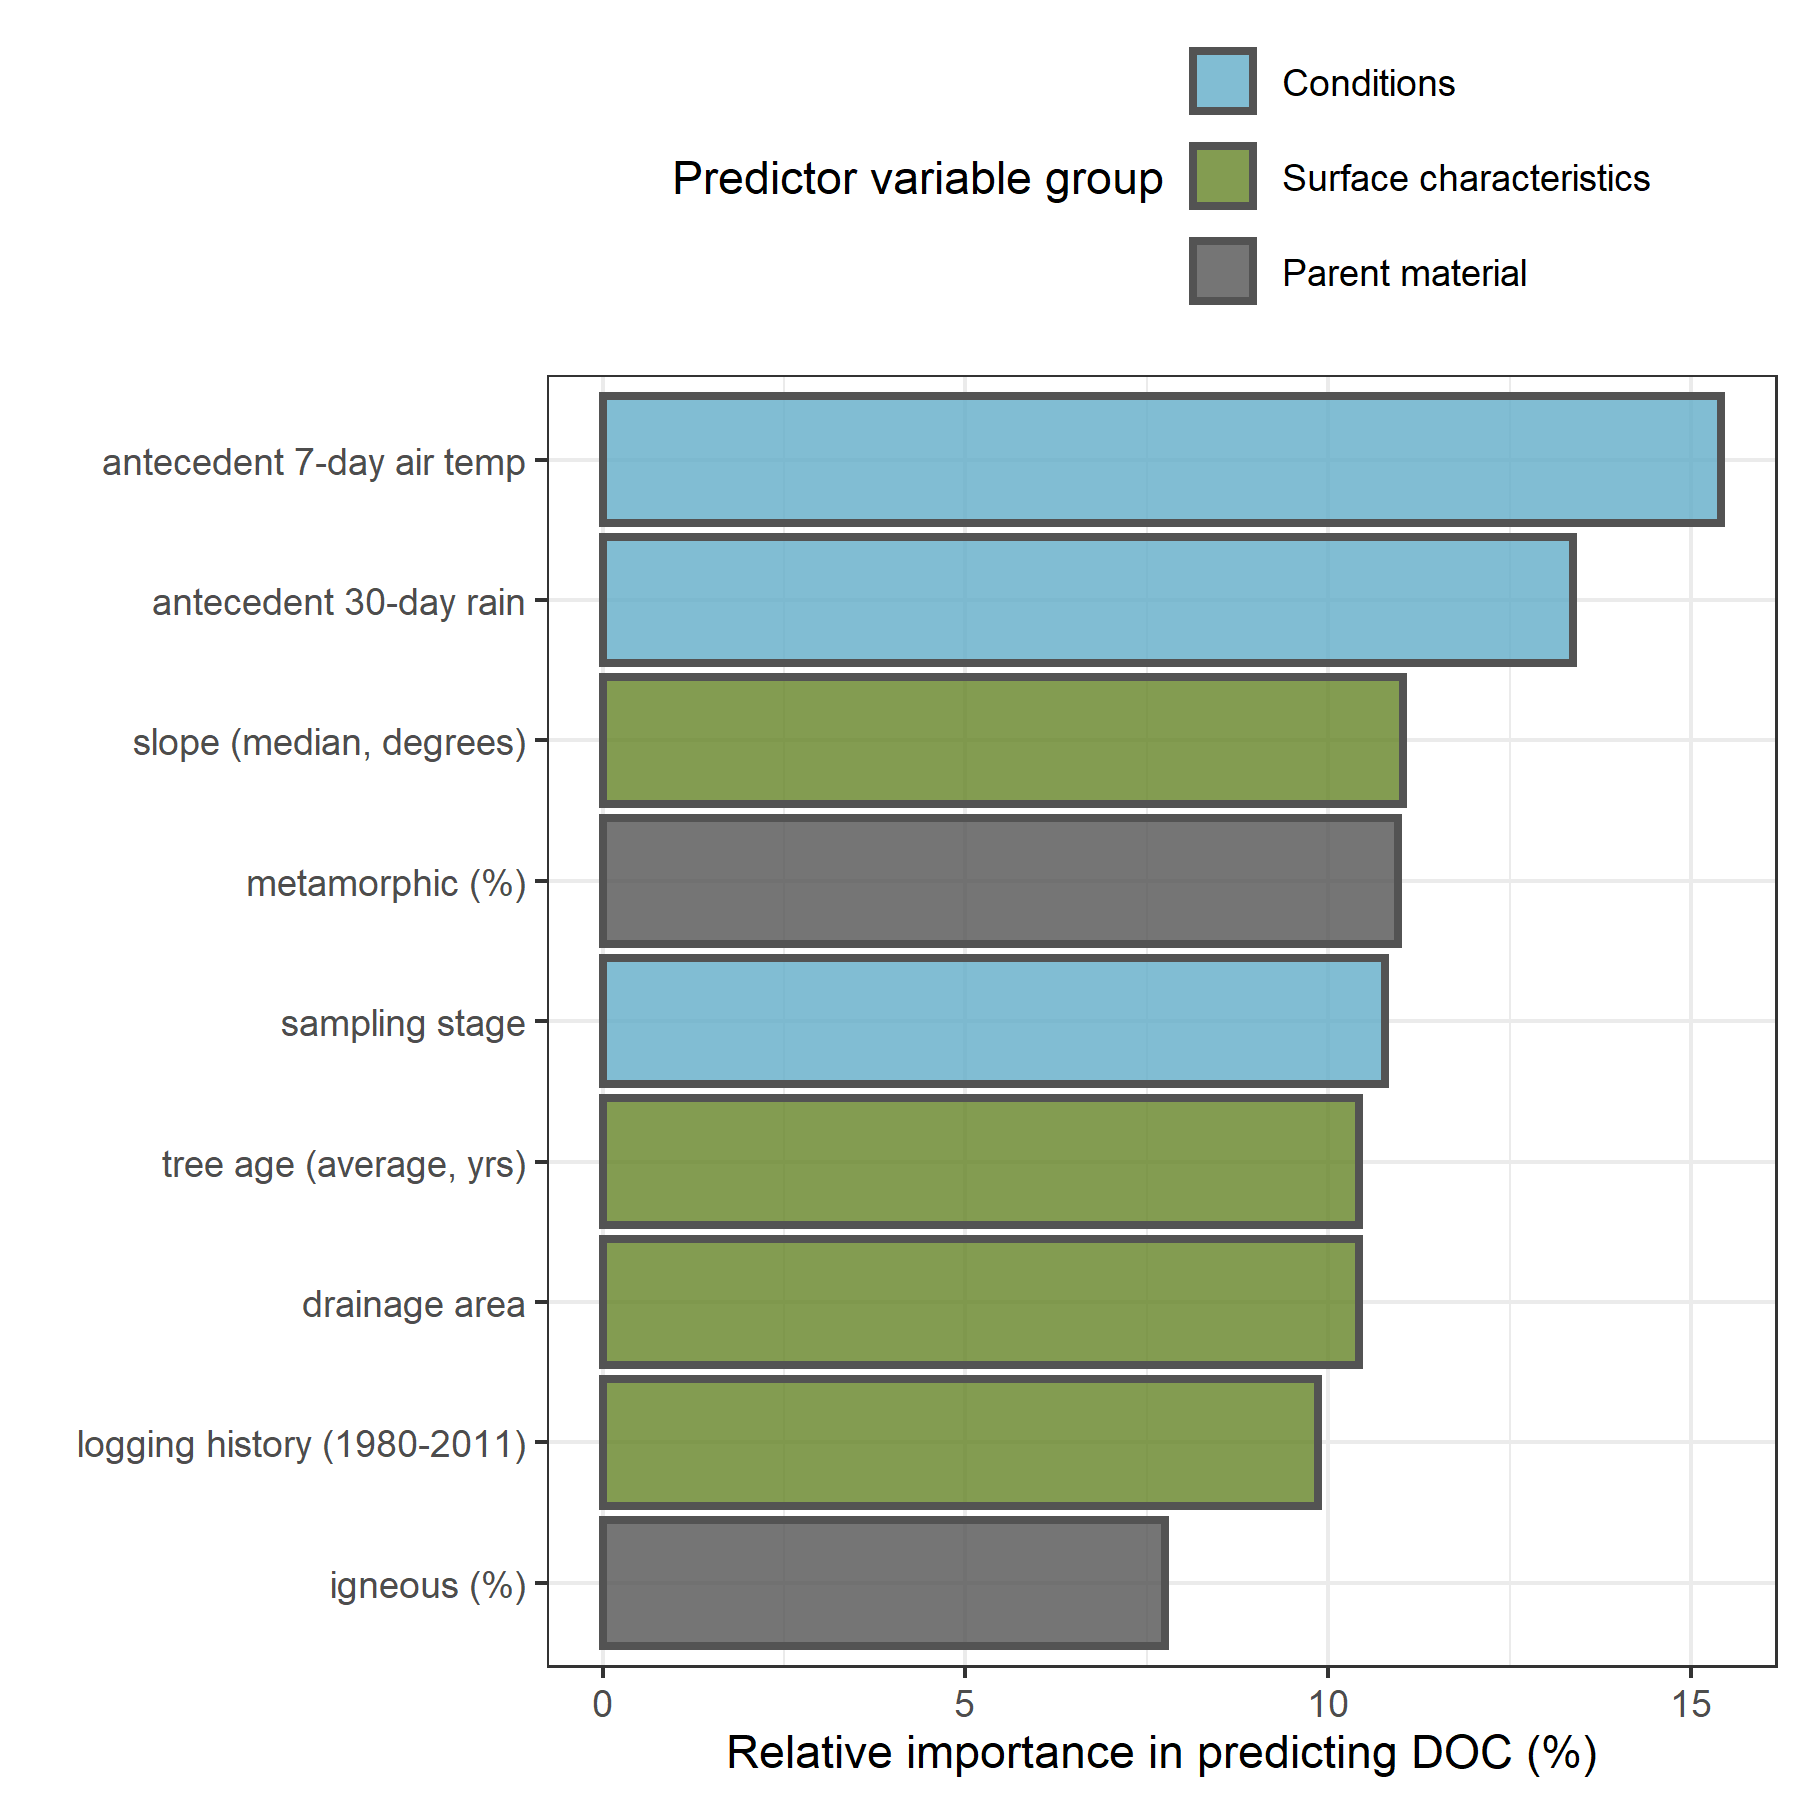 Predictor variable group
Conditions
Surface characteristics
Parent material
antecedent 7-day air temp
antecedent 30-day rain
slope (median, degrees)
metamorphic (%)
sampling stage
tree age (average, yrs)
drainage area
logging history (1980-2011)
igneous (%)
0 5 10 15
Relative importance in predicting DOC (%)